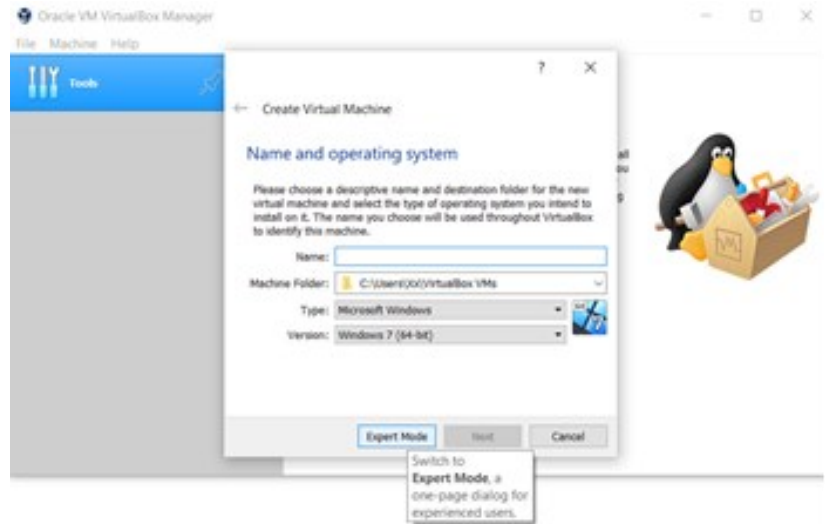 Oracle VM VirtualBox Manager
File Machine Help
Tools
? ×
Create Virtual Machine
Name and operating system
all
ou
Please choose a descriptive name and destination folder for the new
virtual machine and select the type of operating system you intend to
install on it. The name you choose will be used throughout VirtualBox
to identify this machine.
g
Name:
Machine Folder: C:\Users\XX\VirtualBox VMs
Type: Microsoft Windows
Version: Windows 7 (64-bit)
VM
Expert Mode Next Cancel
Switch to
Expert Mode, a
one-page dialog for
experienced users.